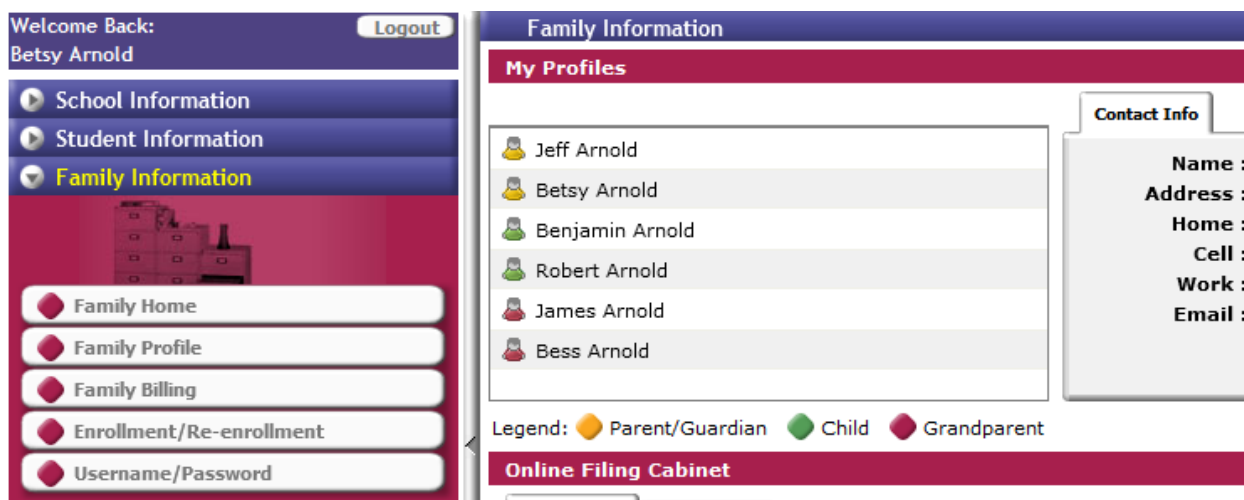 Welcome Back:
Logout
Betsy Arnold
School Information
Student Information
Family Information
Family Home
Family Profile
Family Billing
Enrollment/Re-enrollment
Username/Password
Family Information
My Profiles
Jeff Arnold
Betsy Arnold
Benjamin Arnold
Robert Arnold
James Arnold
Bess Arnold
Contact Info
Name :
Address :
Home :
Cell :
Work :
Email :
Legend: Parent/Guardian Child Grandparent
Online Filing Cabinet